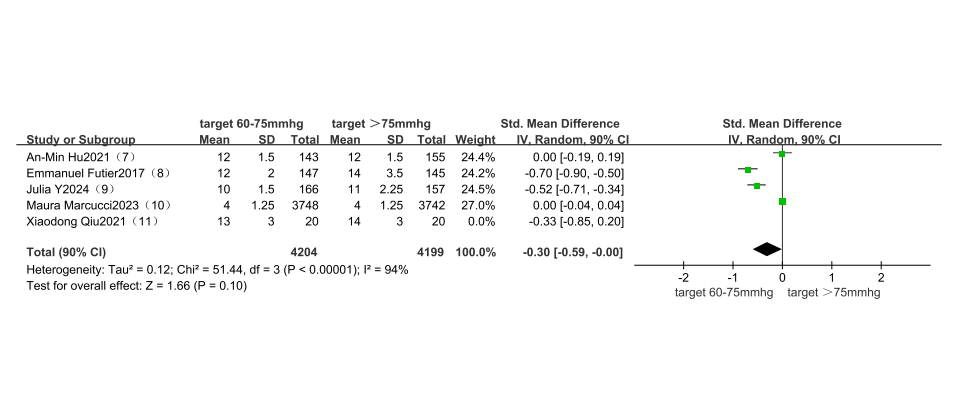 target 60-75mmhg target ＞75mmhg Std. Mean Difference Std. Mean Difference
Study or Subgroup Mean SD Total Mean SD Total Weight IV, Random, 90% CI IV, Random, 90% CI
An-Min Hu2021（7） 12 1.5 143 12 1.5 155 24.4% 0.00 [-0.19, 0.19]
Emmanuel Futier2017（8） 12 2 147 14 3.5 145 24.2% -0.70 [-0.90, -0.50]
Julia Y2024（9） 10 1.5 166 11 2.25 157 24.5% -0.52 [-0.71, -0.34]
Maura Marcucci2023（10） 4 1.25 3748 4 1.25 3742 27.0% 0.00 [-0.04, 0.04]
Xiaodong Qiu2021（11） 13 3 20 14 3 20 0.0% -0.33 [-0.85, 0.20]
Total (90% CI) 4204 4199 100.0% -0.30 [-0.59, -0.00]
Heterogeneity: Tau² = 0.12; Chi² = 51.44, df = 3 (P < 0.00001); I² = 94%
Test for overall effect: Z = 1.66 (P = 0.10)
-2 -1 0 1 2
target 60-75mmhg target ＞75mmhg